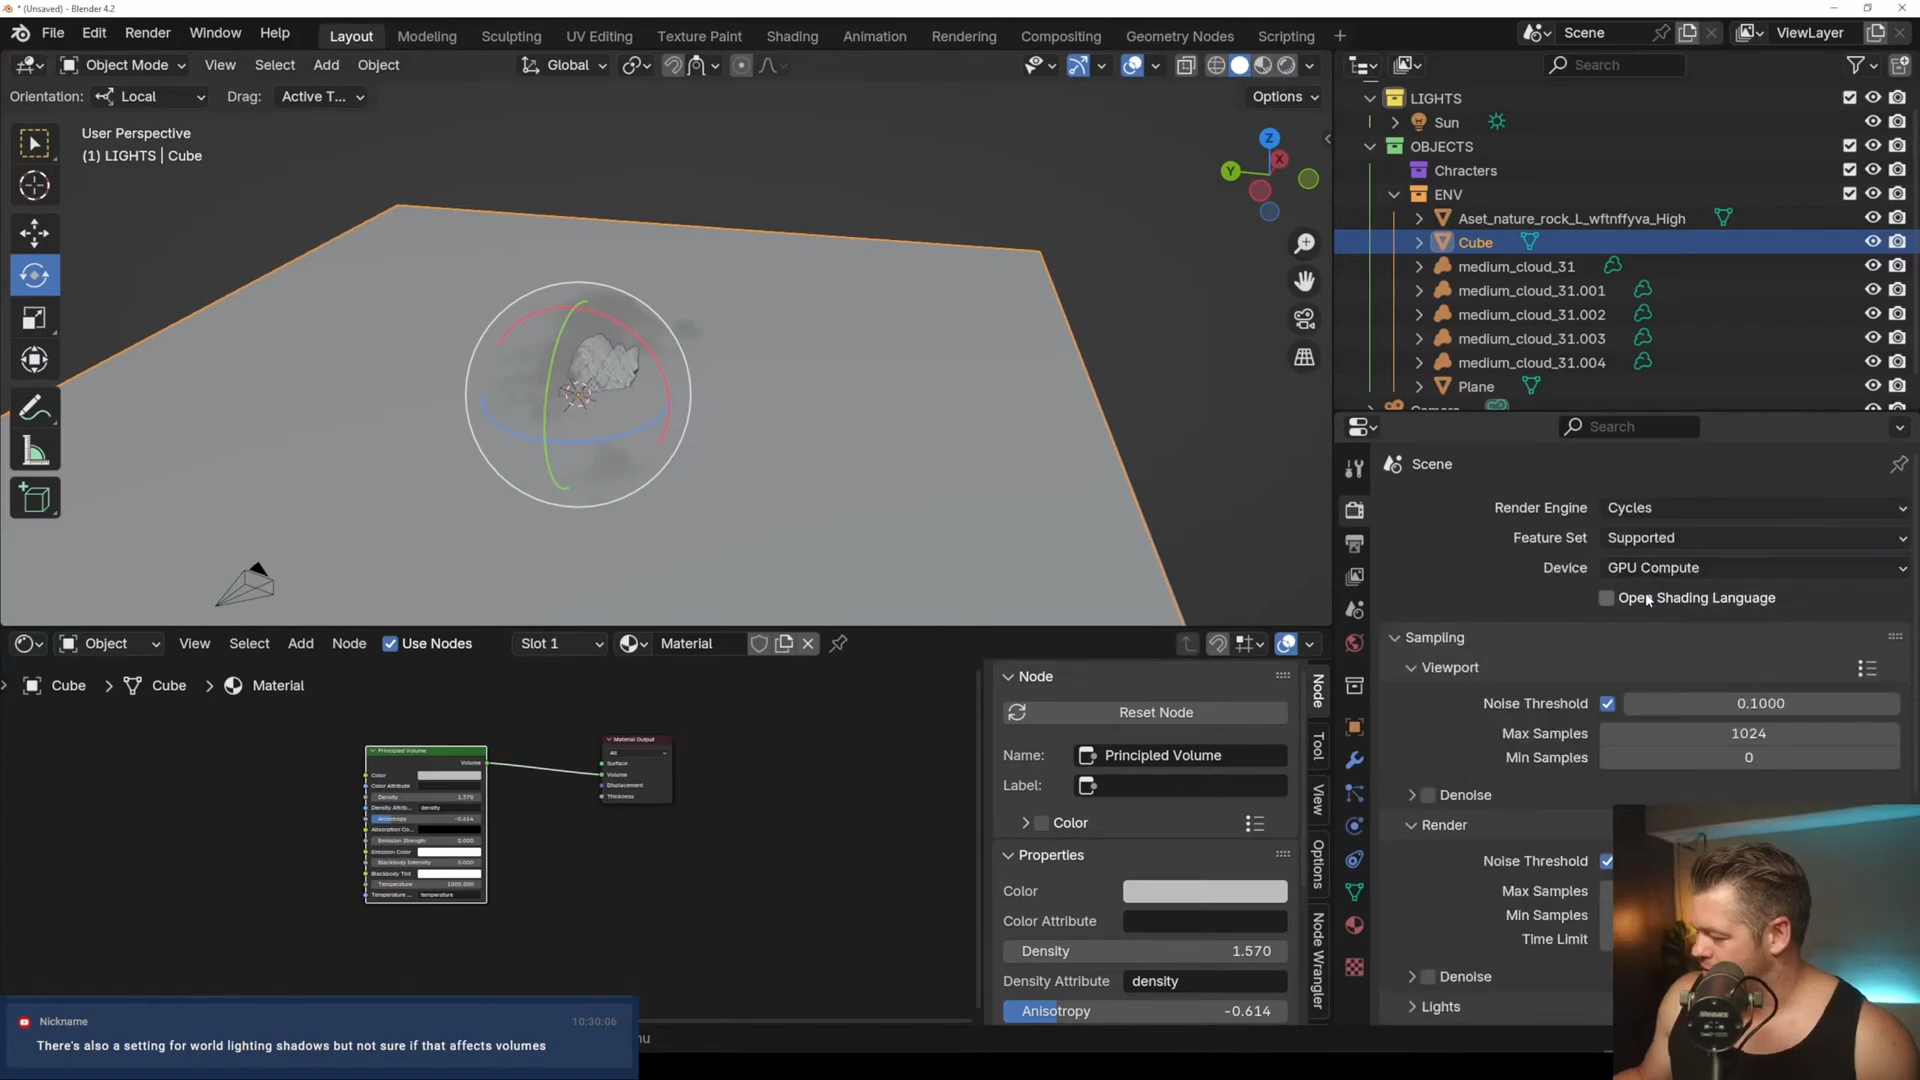 * (Unsaved) - Blender 4.2
File Edit Render Window Help Layout Modeling Sculpting UV Editing Texture Paint Shading Animation Rendering Compositing Geometry Nodes Scripting + Scene ViewLayer
Object Mode View Select Add Object Global
Orientation: Local Drag: Active T... Options
User Perspective
(1) LIGHTS | Cube
Z
X
Y
Search
LIGHTS
Sun
OBJECTS
Chracters
ENV
Aset_nature_rock_L_wftnffyva_High
Cube
medium_cloud_31
medium_cloud_31.001
medium_cloud_31.002
medium_cloud_31.003
medium_cloud_31.004
Plane
Search
Scene
Render Engine Cycles
Feature Set Supported
Device GPU Compute
Open Shading Language
Sampling
Viewport
Noise Threshold 0.1000
Max Samples 1024
Min Samples 0
Denoise
Render
Noise Threshold
Max Samples
Min Samples
Time Limit
Denoise
Lights
Object View Select Add Node Use Nodes Slot 1 Material
Cube > Cube > Material
Principled Volume
Volume
Color
Color Attribute
Density 1.570
Density Attrib... density
Anisotropy -0.614
Absorption Co...
Emission Strength 0.000
Emission Color
Blackbody Intensity 0.000
Blackbody Tint
Temperature 1000.000
Temperature ... temperature
Material Output
All
Surface
Volume
Displacement
Thickness
Node
Reset Node
Name: Principled Volume
Label:
Color
Properties
Color
Color Attribute
Density 1.570
Density Attribute density
Anisotropy -0.614
Node
Tool
View
Options
Node Wrangler
Nickname 10:30:06
There's also a setting for world lighting shadows but not sure if that affects volumes